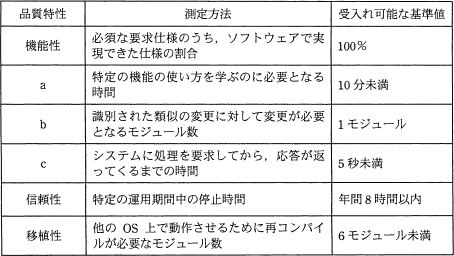 品質特性 測定方法 受入れ可能な基準値
機能性 必須な要求仕様のうち，ソフトウェアで実
現できた仕様の割合 100％
a 特定の機能の使い方を学ぶのに必要となる
時間 10分未満
b 識別された類似の変更に対して変更が必要
となるモジュール数 1モジュール
c システムに処理を要求してから，応答が返
ってくるまでの時間 5秒未満
信頼性 特定の運用期間中の停止時間 年間8時間以内
移植性 他の OS 上で動作させるために再コンパイ
ルが必要なモジュール数 6モジュール未満